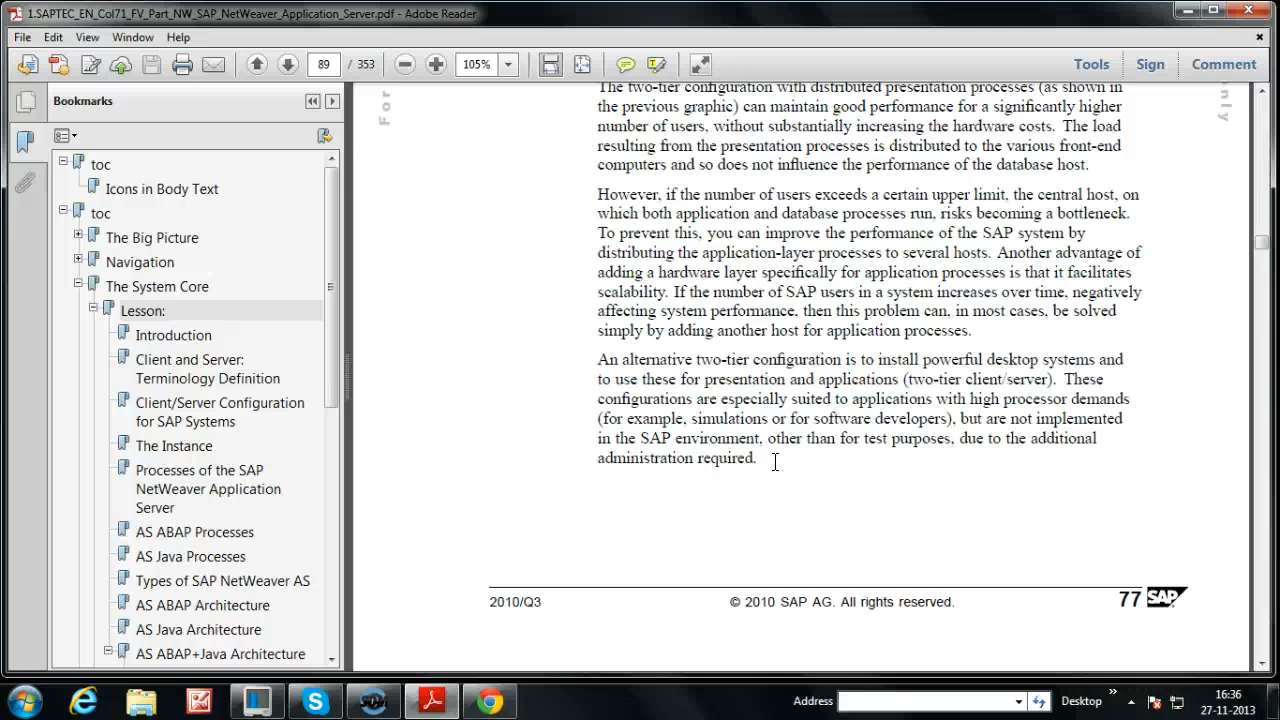 1.SAPTEC_EN_Col71_FV_Part_NW_SAP_NetWeaver_Application_Server.pdf - Adobe Reader
File Edit View Window Help
89 / 353 105% Tools Sign Comment
Bookmarks
toc
Icons in Body Text
toc
The Big Picture
Navigation
The System Core
Lesson:
Introduction
Client and Server:
Terminology Definition
Client/Server Configuration
for SAP Systems
The Instance
Processes of the SAP
NetWeaver Application
Server
AS ABAP Processes
AS Java Processes
Types of SAP NetWeaver AS
AS ABAP Architecture
AS Java Architecture
AS ABAP+Java Architecture
For
The two-tier configuration with distributed presentation processes (as shown in
the previous graphic) can maintain good performance for a significantly higher
number of users, without substantially increasing the hardware costs. The load
resulting from the presentation processes is distributed to the various front-end
computers and so does not influence the performance of the database host.
However, if the number of users exceeds a certain upper limit, the central host, on
which both application and database processes run, risks becoming a bottleneck.
To prevent this, you can improve the performance of the SAP system by
distributing the application-layer processes to several hosts. Another advantage of
adding a hardware layer specifically for application processes is that it facilitates
scalability. If the number of SAP users in a system increases over time, negatively
affecting system performance, then this problem can, in most cases, be solved
simply by adding another host for application processes.
An alternative two-tier configuration is to install powerful desktop systems and
to use these for presentation and applications (two-tier client/server). These
configurations are especially suited to applications with high processor demands
(for example, simulations or for software developers), but are not implemented
in the SAP environment, other than for test purposes, due to the additional
administration required.
2010/Q3 © 2010 SAP AG. All rights reserved. 77 SAP
Address Desktop
16:36
27-11-2013